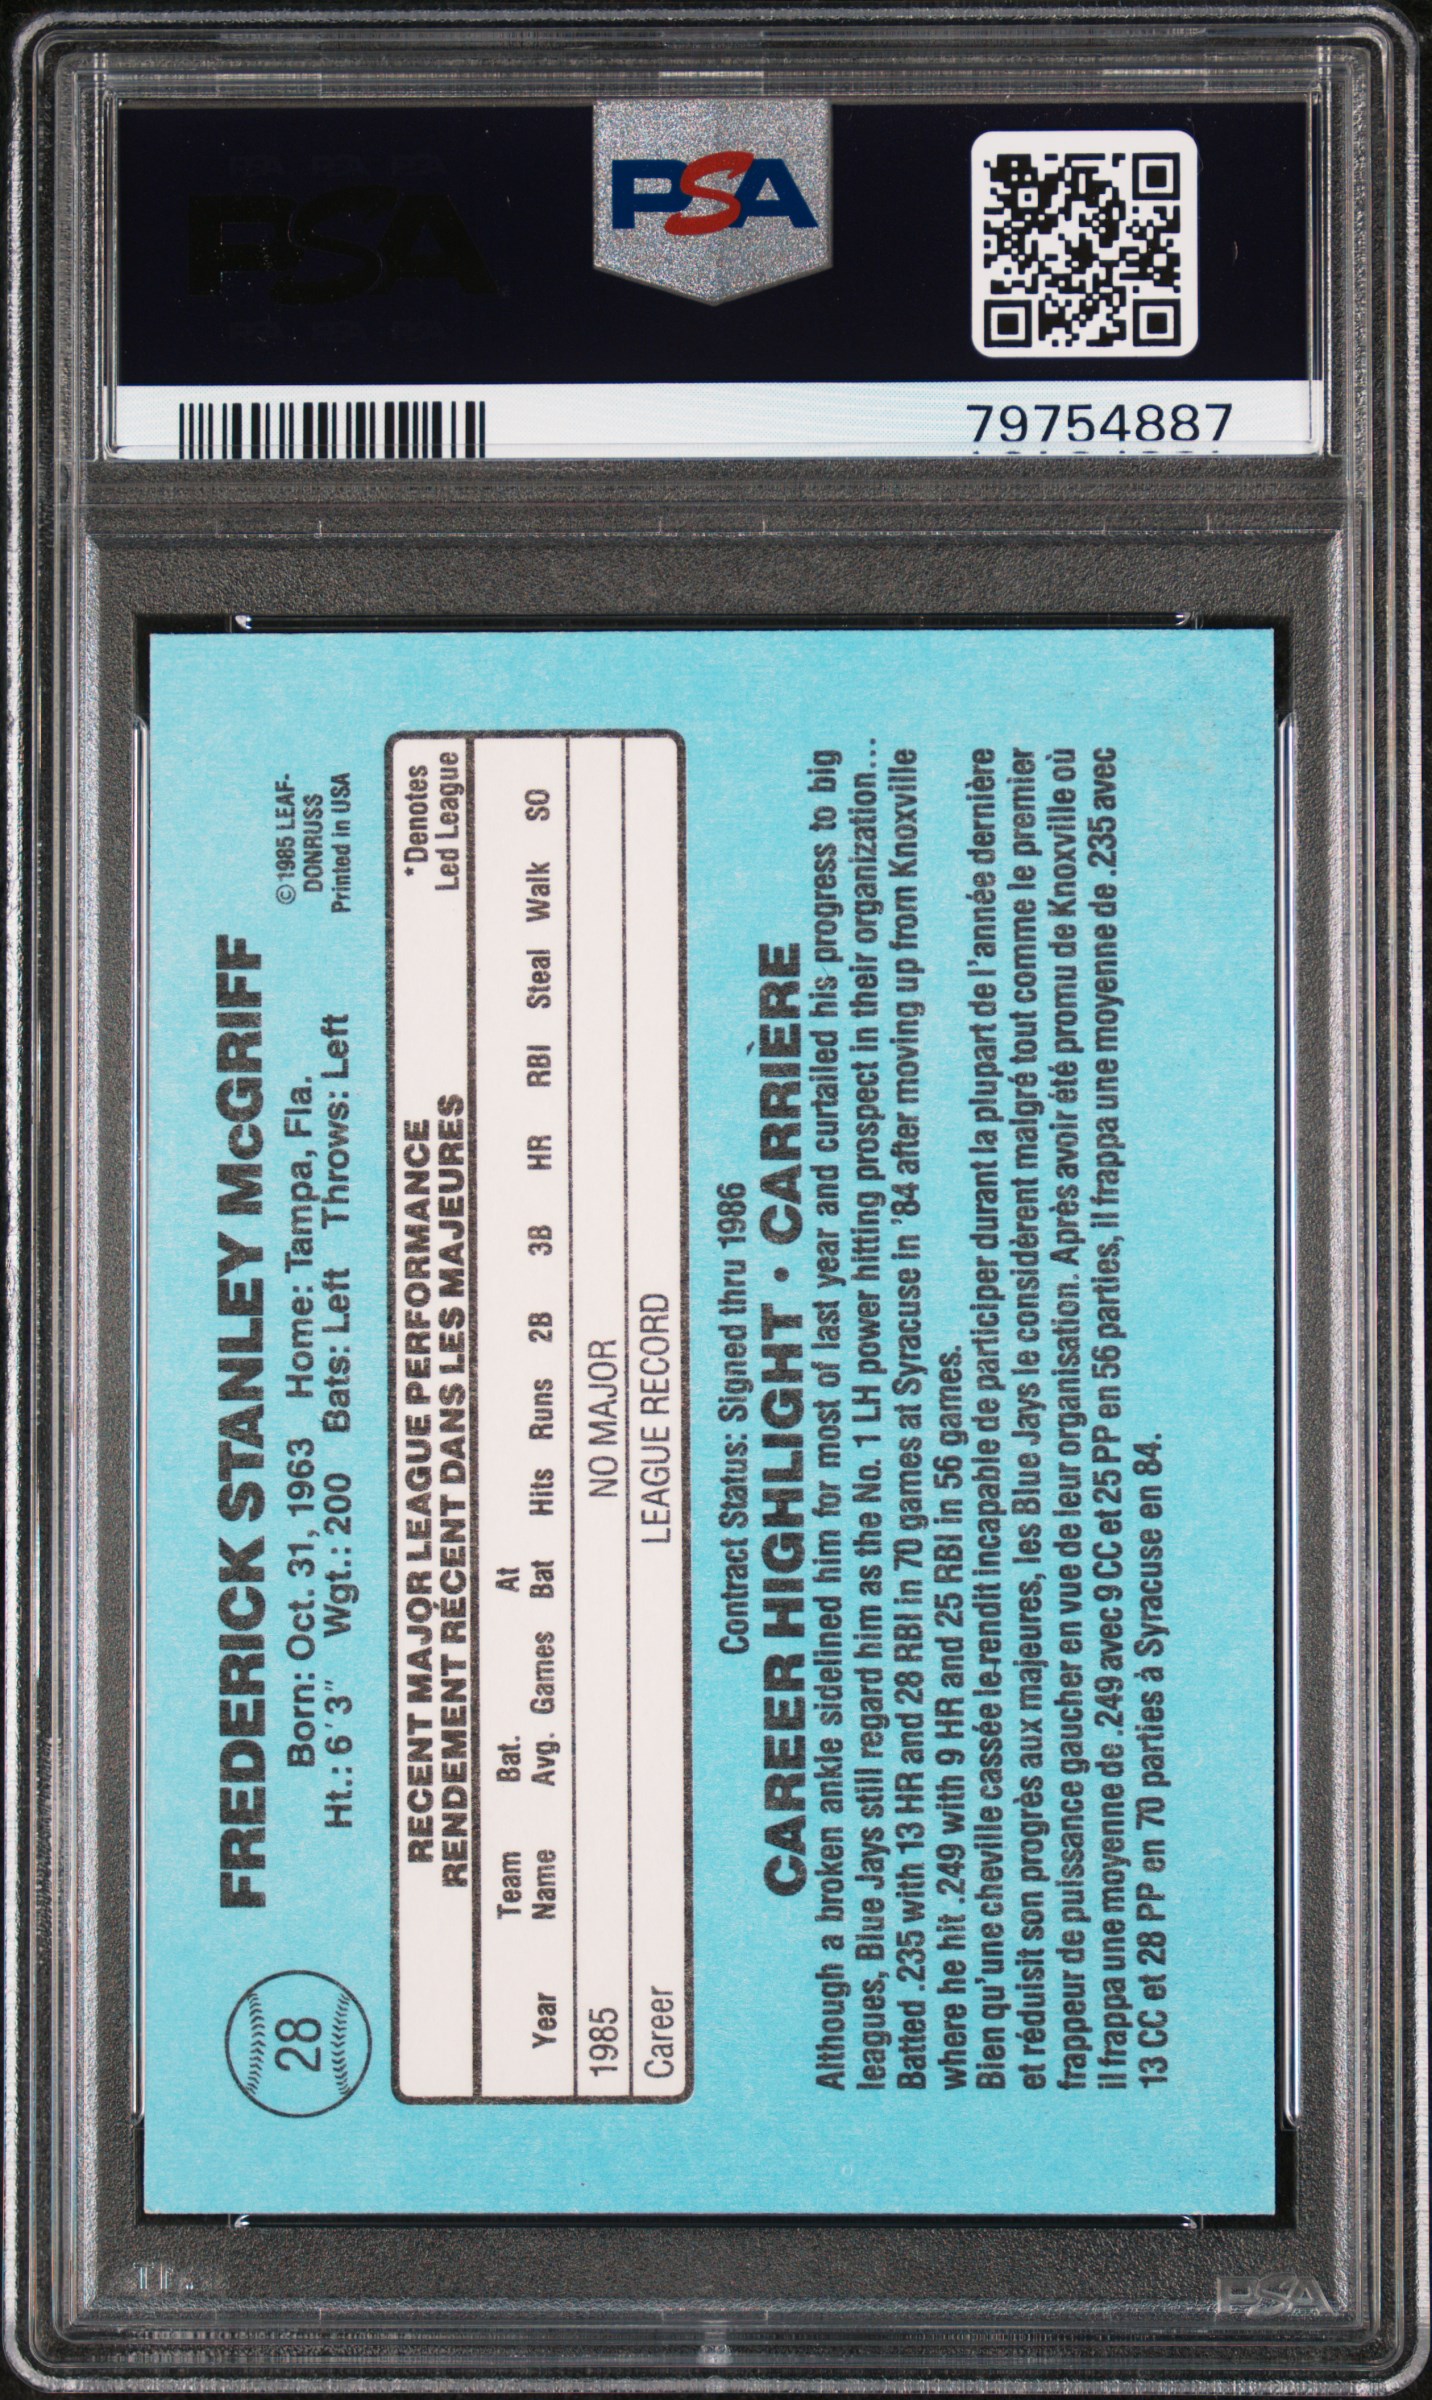 PSA
PSA
79754887
28
FREDERICK STANLEY McGRIFF
Born: Oct. 31, 1963 Home: Tampa, Fla.
Ht.: 6'3" Wgt.: 200 Bats: Left Throws: Left
©1985 LEAF-
DONRUSS
Printed in USA
RECENT MAJOR LEAGUE PERFORMANCE
RENDEMENT RÉCENT DANS LES MAJEURES
*Denotes
Led League
Year Team Name Bat. Avg. Games At Bat Hits Runs 2B 3B HR RBI Steal Walk SO
1985 NO MAJOR
Career LEAGUE RECORD
Contract Status: Signed thru 1986
CAREER HIGHLIGHT • CARRIÈRE
Although a broken ankle sidelined him for most of last year and curtailed his progress to big
leagues, Blue Jays still regard him as the No. 1 LH power hitting prospect in their organization...
Batted .235 with 13 HR and 28 RBI in 70 games at Syracuse in '84 after moving up from Knoxville
where he hit .249 with 9 HR and 25 RBI in 56 games.
Bien qu'une cheville cassée le rendit incapable de participer durant la plupart de l'année dernière
et réduisit son progrès aux majeures, les Blue Jays le considèrent malgré tout comme le premier
frappeur de puissance gaucher en vue de leur organisation. Après avoir été promu de Knoxville où
il frappa une moyenne de .249 avec 9 CC et 25 PP en 56 parties, il frappa une moyenne de .235 avec
13 CC et 28 PP en 70 parties à Syracuse en 84.
PSA